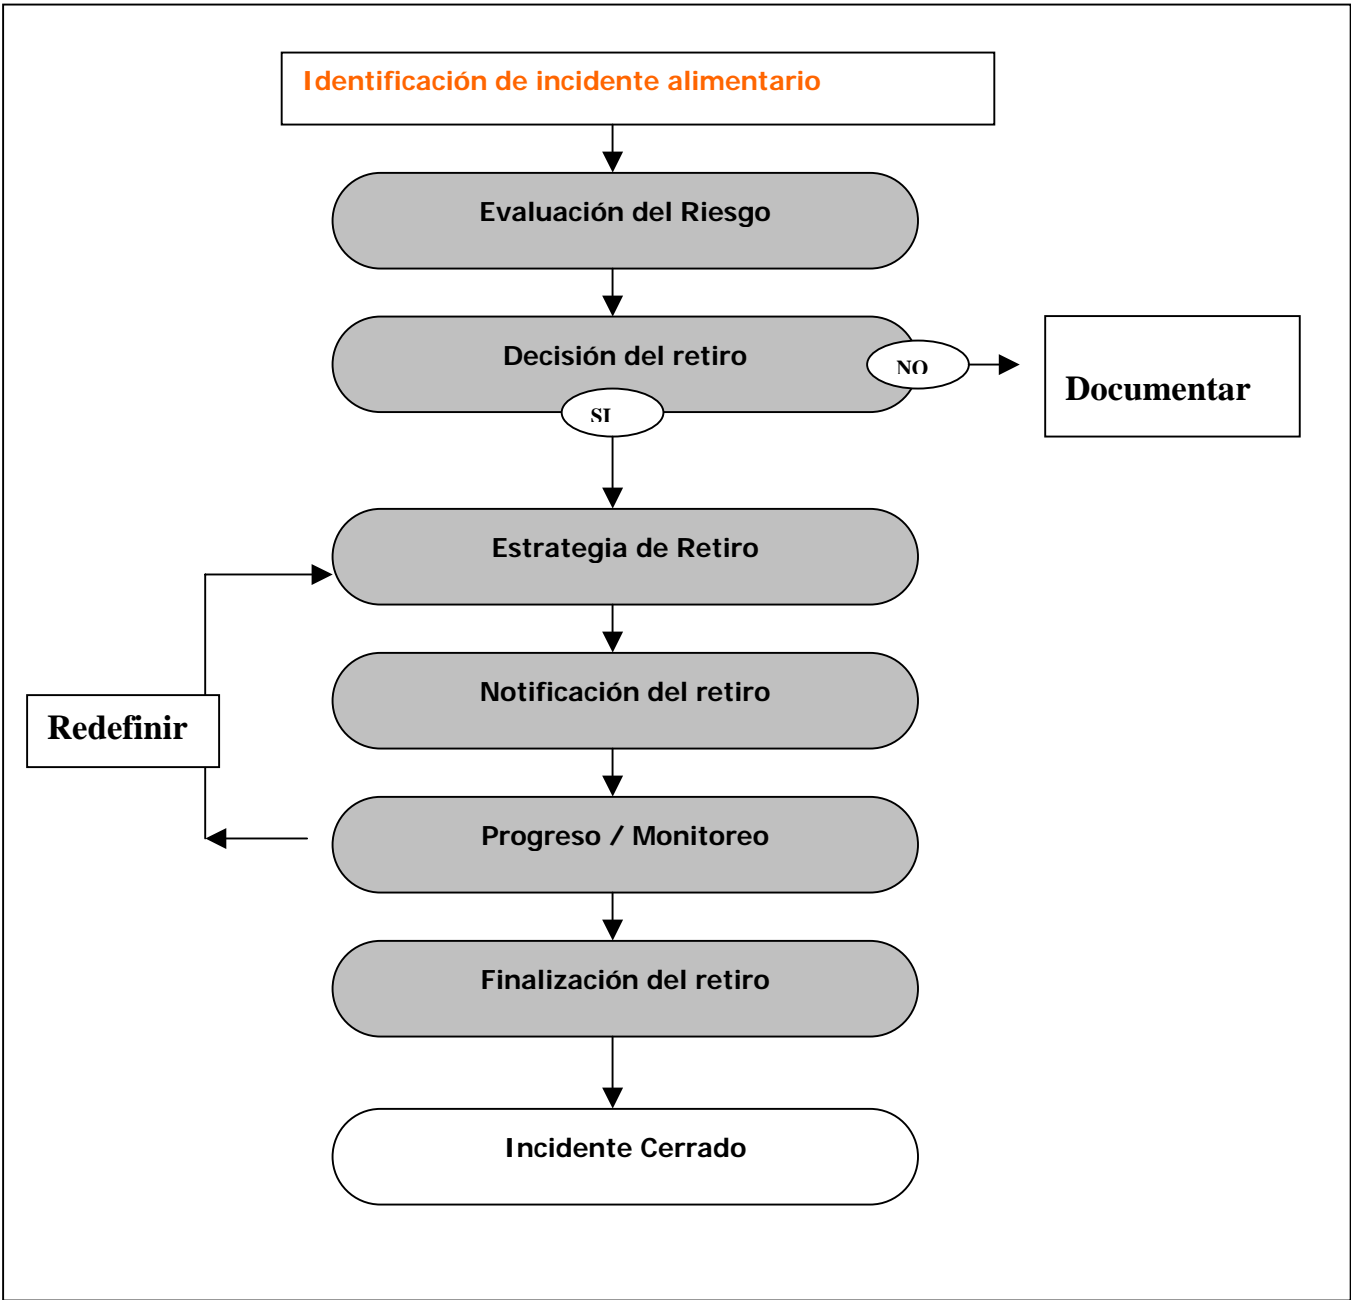 Identificación de incidente alimentario
Evaluación del Riesgo
Decisión del retiro
NO
Documentar
SI
Estrategia de Retiro
Notificación del retiro
Redefinir
Progreso / Monitoreo
Finalización del retiro
Incidente Cerrado